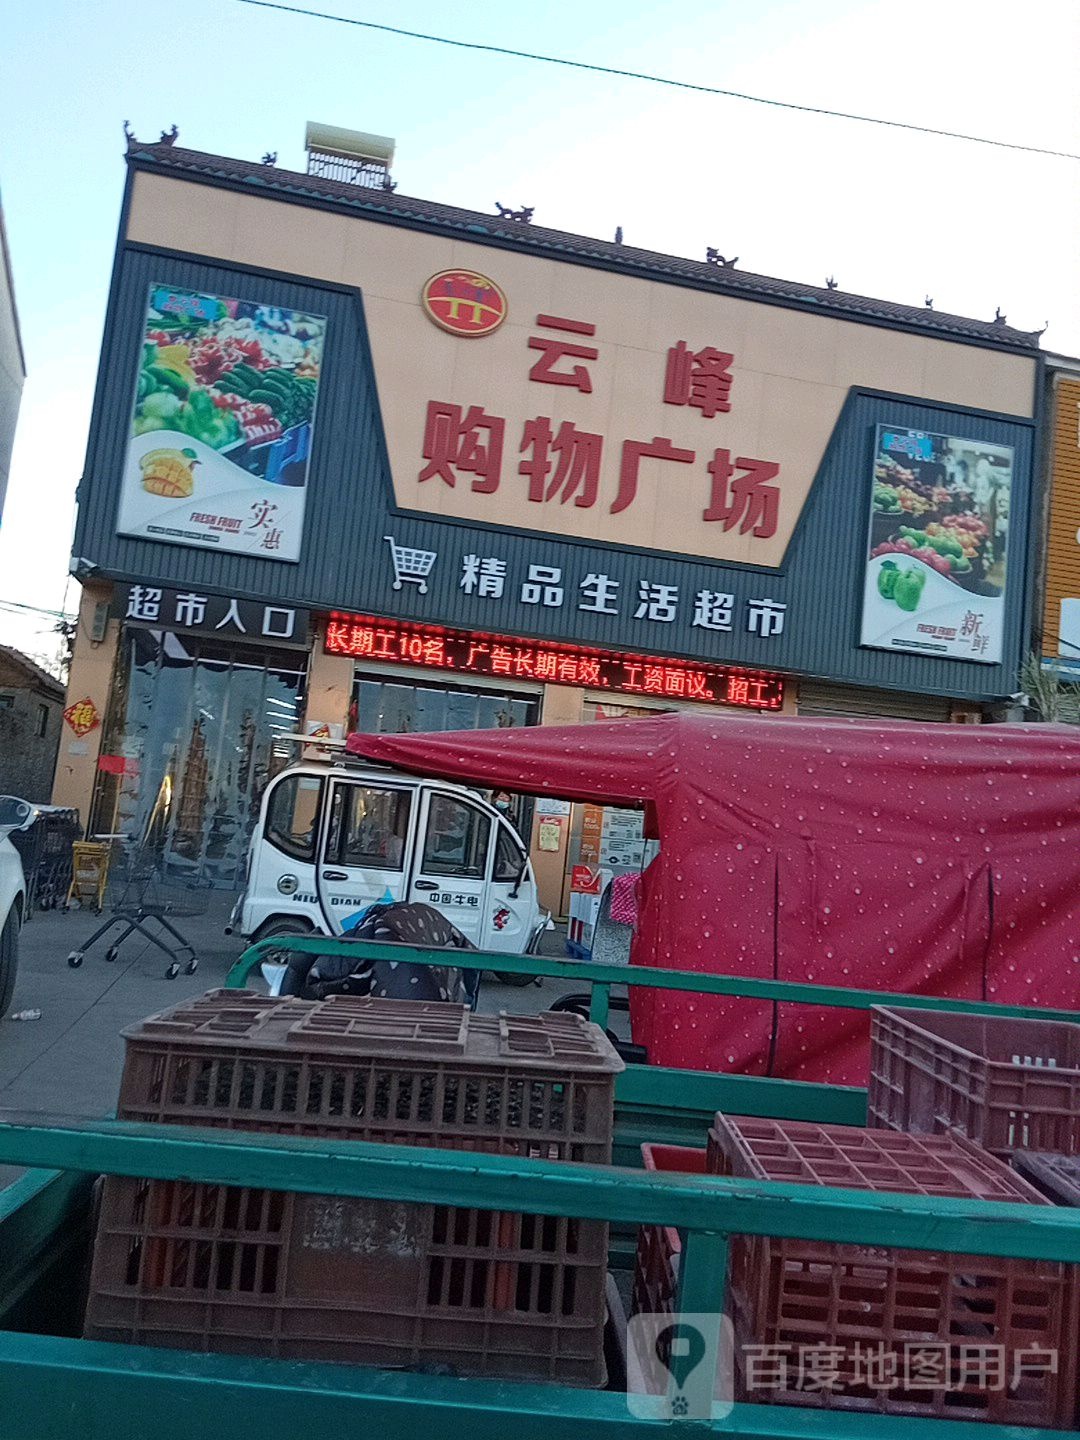 云峰
购物广场
精品生活超市
超市入口
长期工10名，广告长期有效，工资面议。招工
FRESH FRUIT
实惠
FRESH FRUIT
新鲜
福
NIU DIAN
中国·牛电
百度地图用户